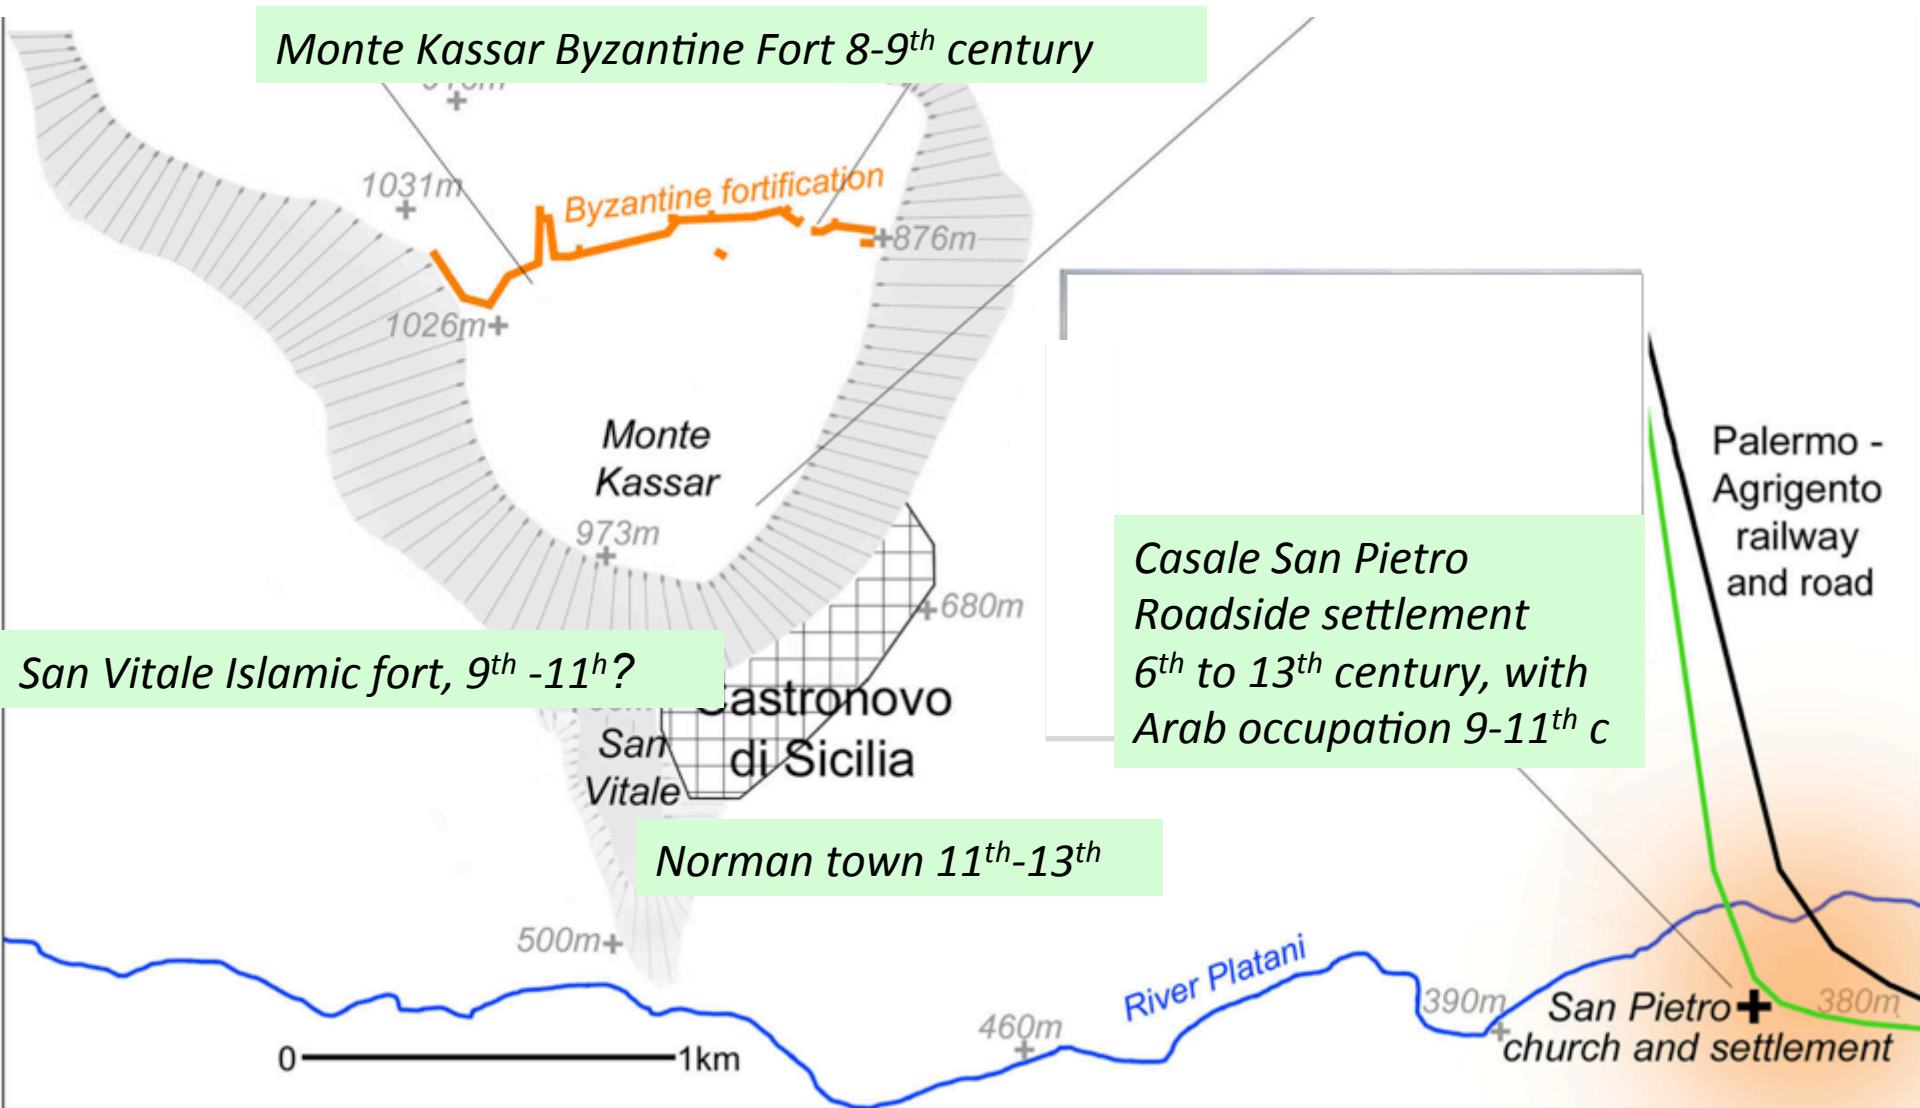 Monte Kassar Byzantine Fort 8-9th century
1031m
Byzantine fortification
876m
1026m
Monte
Kassar
973m
680m
Palermo -
Agrigento
railway
and road
Casale San Pietro
Roadside settlement
6th to 13th century, with
Arab occupation 9-11th c
San Vitale Islamic fort, 9th -11h?
astronovo
di Sicilia
San
Vitale
Norman town 11th-13th
500m
River Platani
460m
390m
380m
San Pietro
church and settlement
0 1km